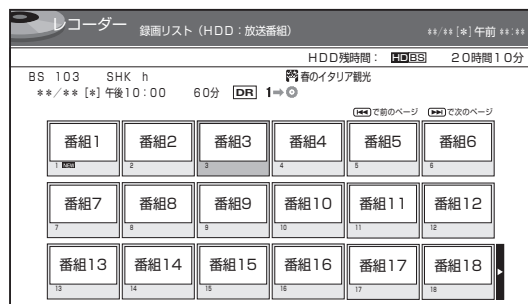 レコーダー 録画リスト（HDD：放送番組） **/** [*] 午前 **:**
HDD残時間： HD BS 20時間10分
BS 103 SHK h 春のイタリア観光
**/** [*] 午後10：00 60分 DR 1➡
で前のページ で次のページ
番組1 番組2 番組3 番組4 番組5 番組6
1 NEW 2 3 4 5 6
番組7 番組8 番組9 番組10 番組11 番組12
7 8 9 10 11 12
番組13 番組14 番組15 番組16 番組17 番組18
13 14 15 16 17 18